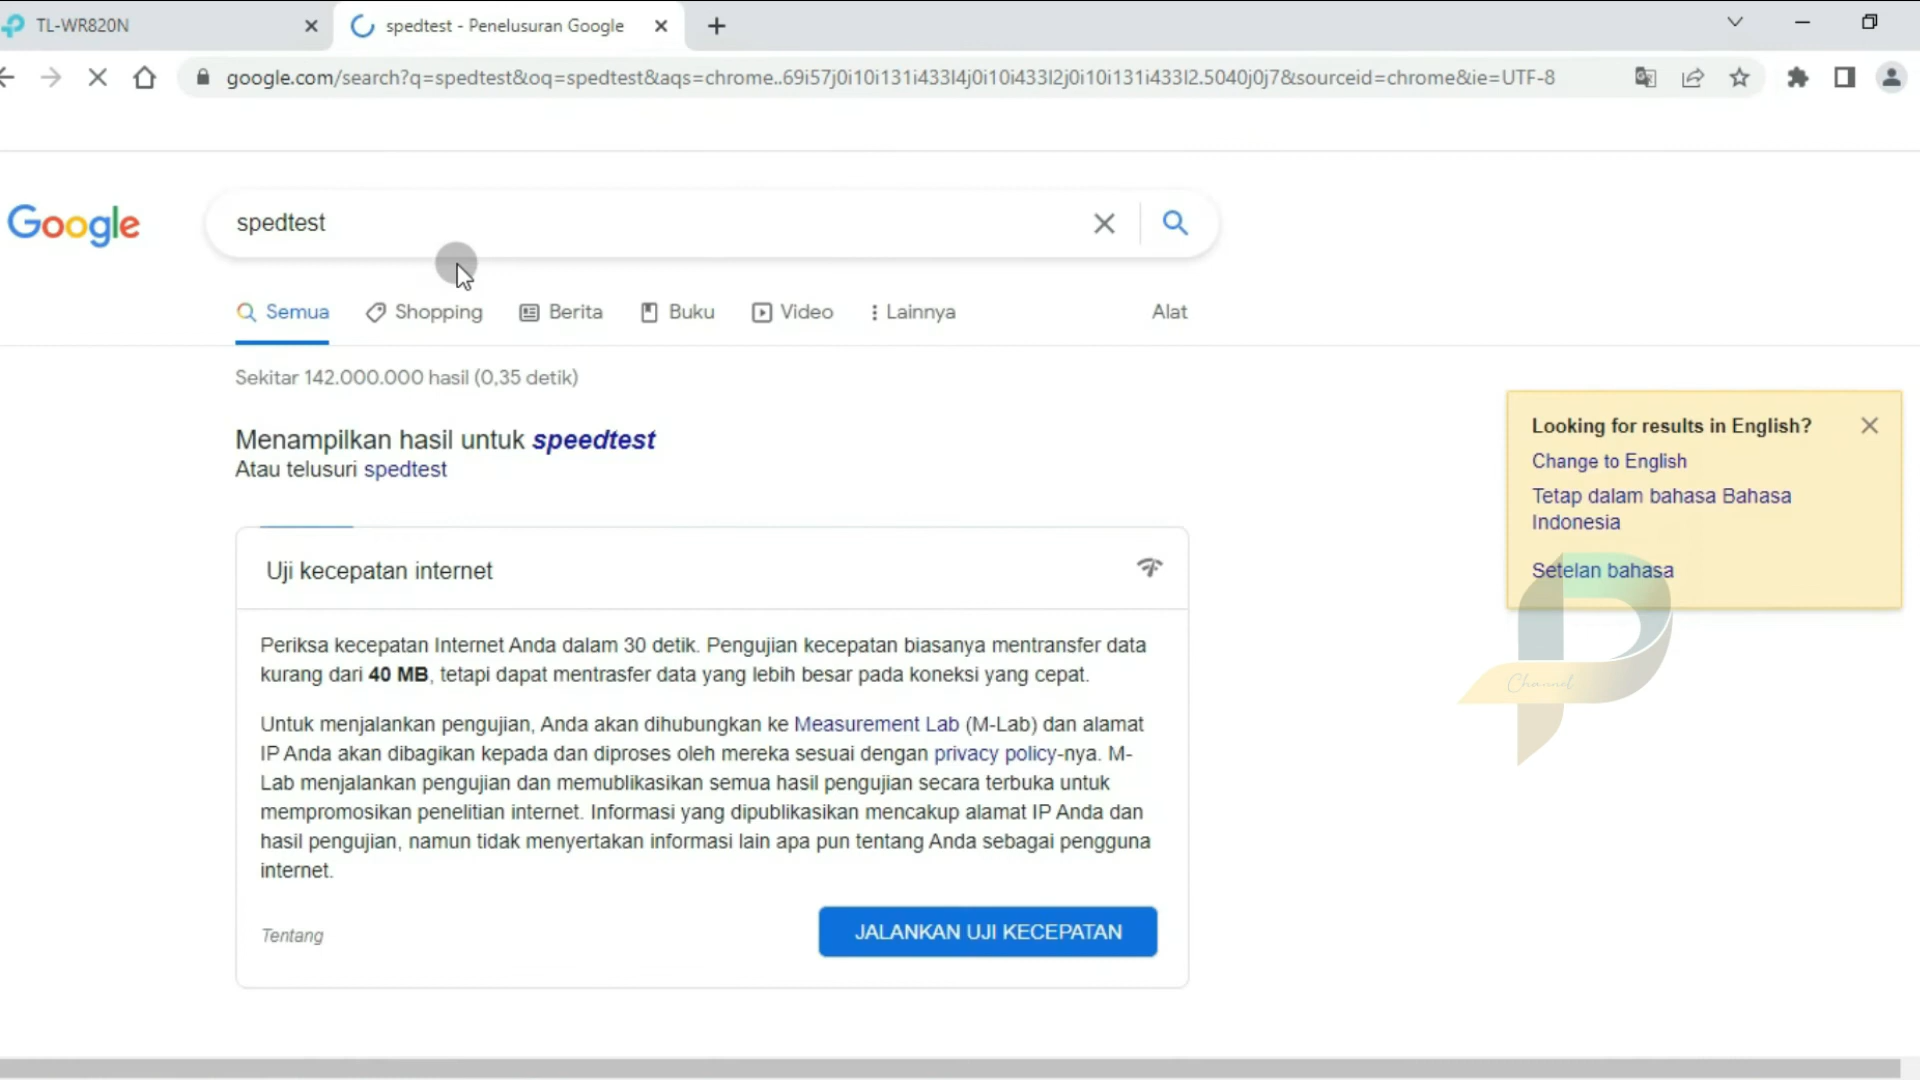 TL-WR820N
spedtest - Penelusuran Google
google.com/search?q=spedtest&oq=spedtest&aqs=chrome..69i57j0i10i131i433l4j0i10i433l2j0i10i131i433l2.5040j0j7&sourceid=chrome&ie=UTF-8
Google
spedtest
Semua
Shopping
Berita
Buku
Video
Lainnya
Alat
Sekitar 142.000.000 hasil (0,35 detik)
Menampilkan hasil untuk speedtest
Atau telusuri spedtest
Looking for results in English?
Change to English
Tetap dalam bahasa Bahasa
Indonesia
Setelan bahasa
Uji kecepatan internet
Periksa kecepatan Internet Anda dalam 30 detik. Pengujian kecepatan biasanya mentransfer data
kurang dari 40 MB, tetapi dapat mentrasfer data yang lebih besar pada koneksi yang cepat.
Untuk menjalankan pengujian, Anda akan dihubungkan ke Measurement Lab (M-Lab) dan alamat
IP Anda akan dibagikan kepada dan diproses oleh mereka sesuai dengan privacy policy-nya. M-
Lab menjalankan pengujian dan memublikasikan semua hasil pengujian secara terbuka untuk
mempromosikan penelitian internet. Informasi yang dipublikasikan mencakup alamat IP Anda dan
hasil pengujian, namun tidak menyertakan informasi lain apa pun tentang Anda sebagai pengguna
internet.
Tentang
JALANKAN UJI KECEPATAN
Channel